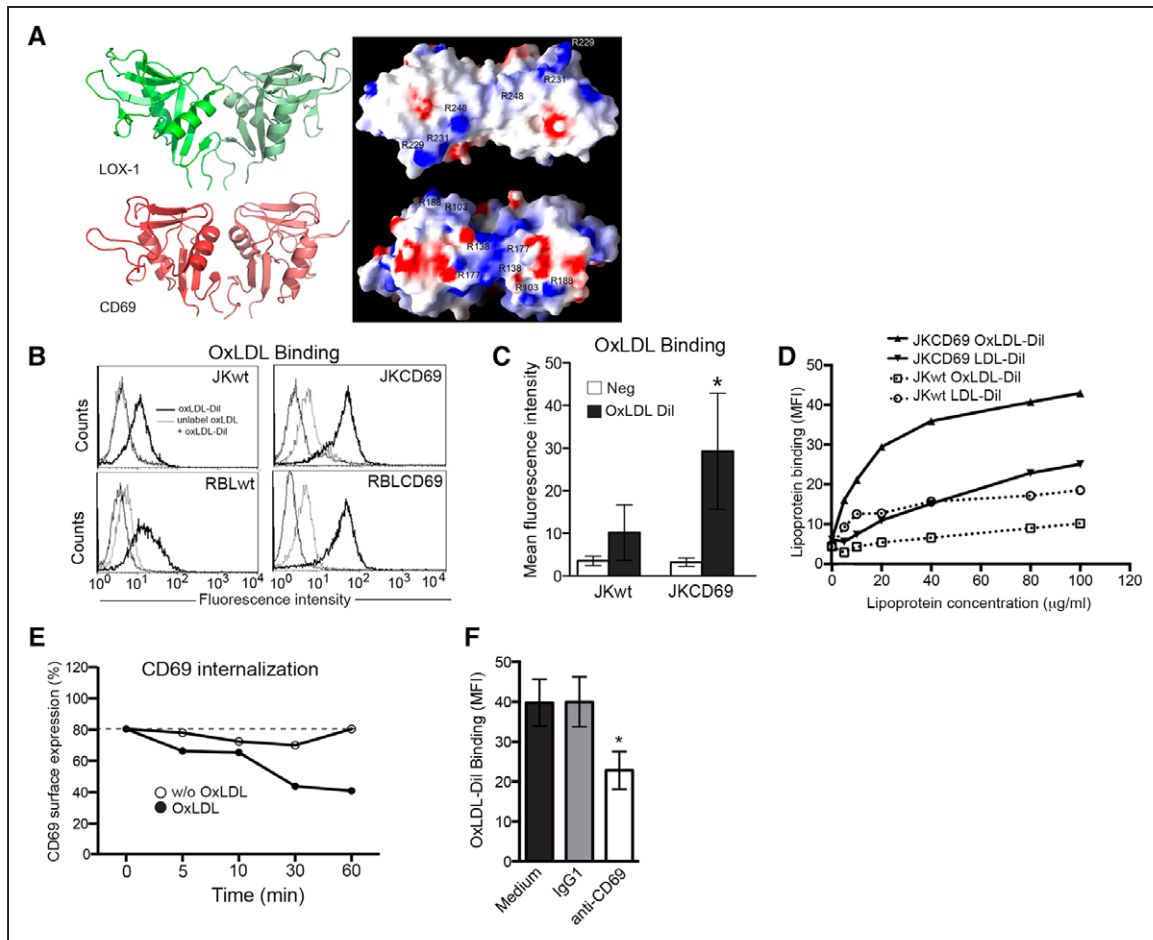 A
LOX-1
CD69
R229
R231
R248
R248
R231
R229
R188
R103
R138
R177
R177
R138
R103
R188
B
OxLDL Binding
JKwt
JKCD69
oxLDL-Dil
unlabel oxLDL
+ oxLDL-Dil
Counts
RBLwt
RBLCD69
Counts
10⁰ 10¹ 10² 10³ 10⁴
10⁰ 10¹ 10² 10³ 10⁴
Fluorescence intensity
C
OxLDL Binding
Neg
OxLDL Dil
*
Mean fluorescence intensity
50
40
30
20
10
0
JKwt
JKCD69
D
JKCD69 OxLDL-Dil
JKCD69 LDL-Dil
JKwt OxLDL-Dil
JKwt LDL-Dil
Lipoprotein binding (MFI)
50
40
30
20
10
0
0 20 40 60 80 100 120
Lipoprotein concentration (µg/ml)
E
CD69 internalization
CD69 surface expression (%)
120
100
80
60
40
20
0
w/o OxLDL
OxLDL
0 5 10 30 60
Time (min)
F
OxLDL-Dil Binding (MFI)
50
40
30
20
10
0
*
Medium
IgG1
anti-CD69